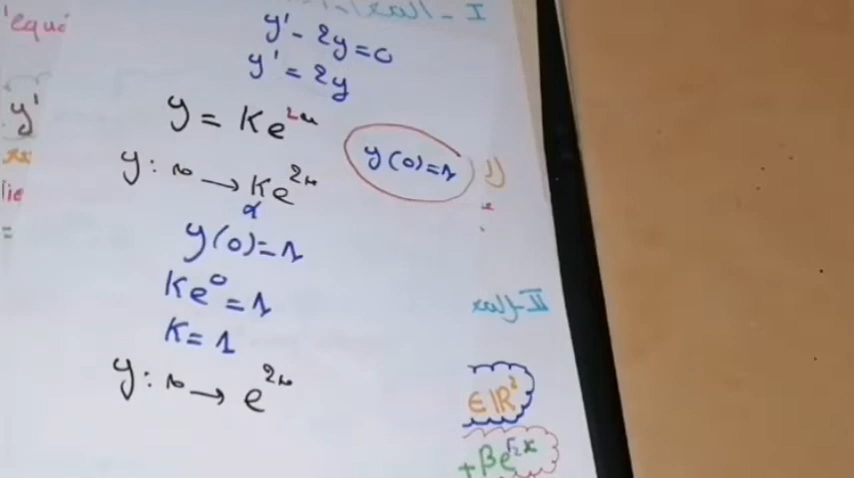 y' - 2y = 0
y' = 2y
y = Ke^{2x}
y(0) = 1
y : x → Ke^{2x}
α
y(0) = 1
Ke^0 = 1
K = 1
y : x → e^{2x}
'equi
y'
lie
=
∈ ℝ²
+ βe^{√2x}